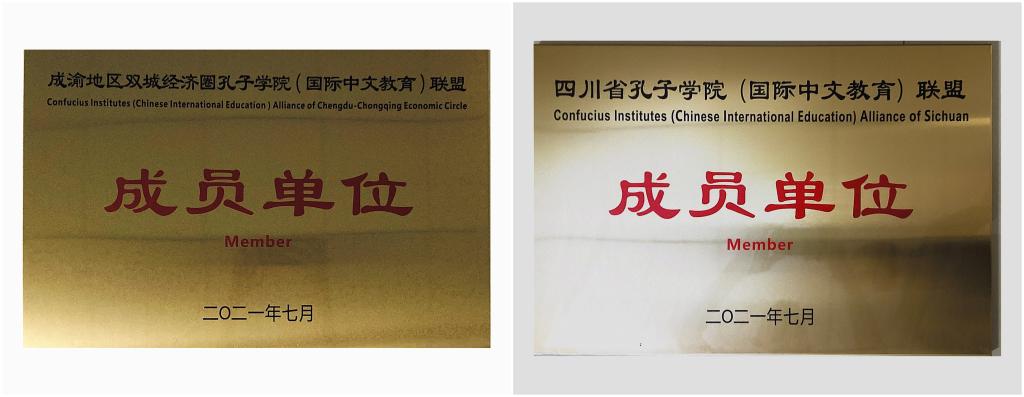 成渝地区双城经济圈孔子学院（国际中文教育）联盟
Confucius Institutes (Chinese International Education ) Alliance of Chengdu-Chongqing Economic Circle
成员单位
Member
二〇二一年七月
四川省孔子学院（国际中文教育）联盟
Confucius Institutes (Chinese International Education) Alliance of Sichuan
成员单位
Member
二〇二一年七月